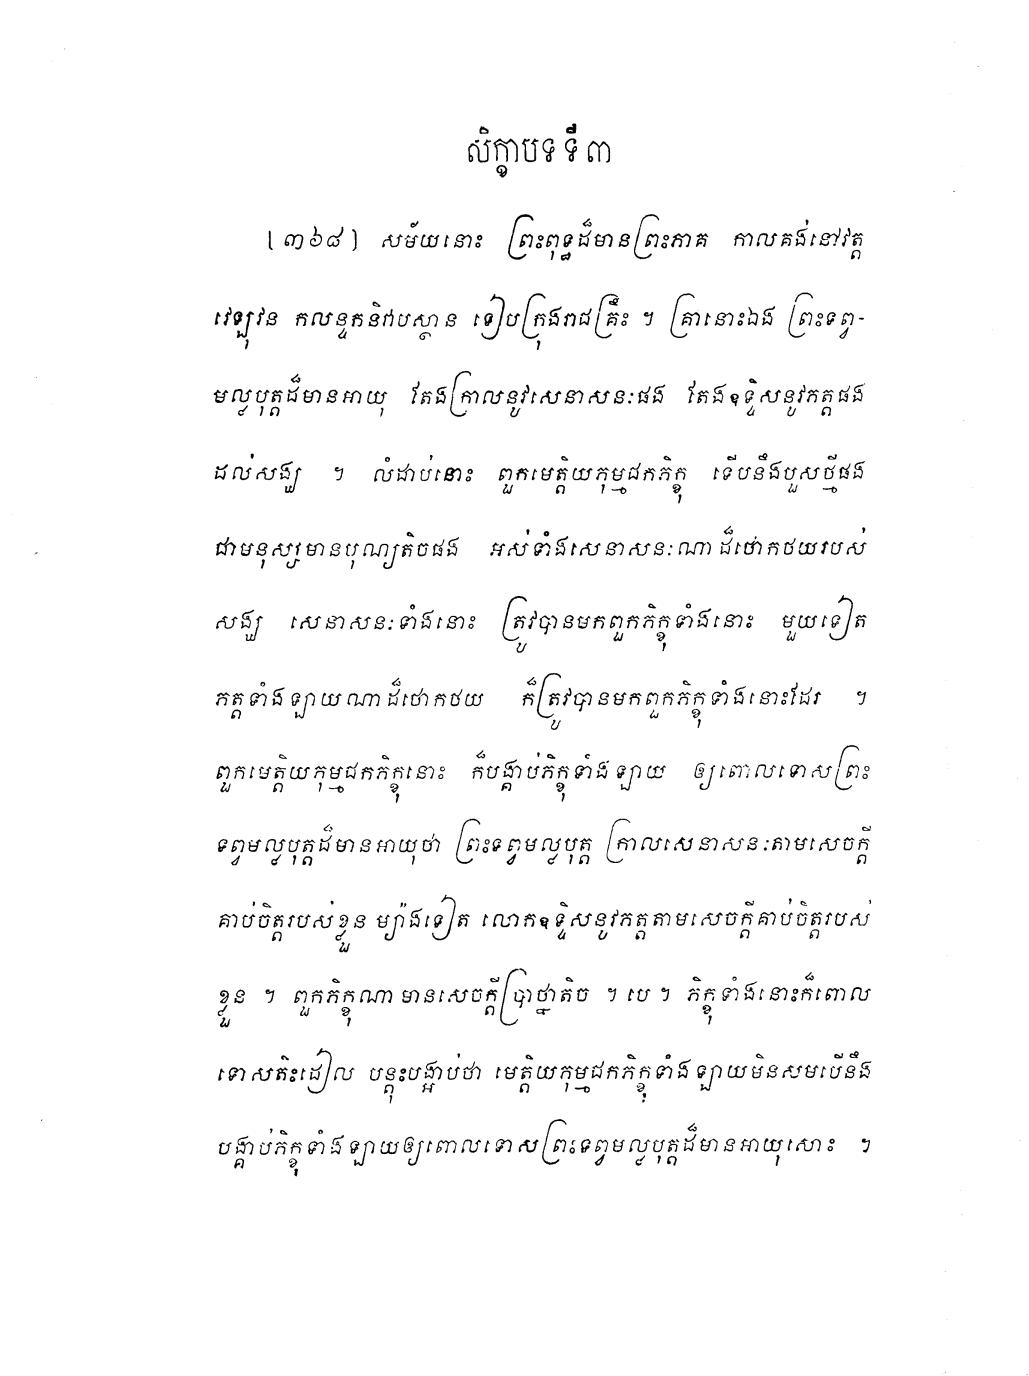 សិក្ខាបទទី៣
[៣៦៨] សម័យនោះ ព្រះពុទ្ធដ៏មានព្រះភាគ កាលគង់នៅវត្ត
វេឡុវន កលន្ទកនិវាបស្ថាន ទៀបក្រុងរាជគ្រឹះ ។ គ្រានោះឯង ព្រះទព្វ-
មល្លបុត្តដ៏មានអាយុ តែងក្រាលនូវសេនាសនៈផង តែងឧទ្ទិសនូវភត្តផង
ដល់សង្ឃ ។ លំដាប់នោះ ពួកមេត្តិយកុម្មជកភិក្ខុ ទើបនឹងបួសថ្មីផង
ជាមនុស្សមានបុណ្យតិចផង អស់ទាំងសេនាសនៈណាដ៏ថោកថយរបស់
សង្ឃ សេនាសនៈទាំងនោះ ត្រូវបានមកពួកភិក្ខុទាំងនោះ មួយទៀត
ភត្តទាំងឡាយណាដ៏ថោកថយ ក៏ត្រូវបានមកពួកភិក្ខុទាំងនោះដែរ ។
ពួកមេត្តិយកុម្មជកភិក្ខុនោះ ក៏បង្គាប់ភិក្ខុទាំងឡាយ ឲ្យពោលទោសព្រះ
ទព្វមល្លបុត្តដ៏មានអាយុថា ព្រះទព្វមល្លបុត្ត ក្រាលសេនាសនៈតាមសេចក្តី
គាប់ចិត្តរបស់ខ្លួន ម្យ៉ាងទៀត លោកឧទ្ទិសនូវភត្តតាមសេចក្តីគាប់ចិត្តរបស់
ខ្លួន ។ ពួកភិក្ខុណាមានសេចក្តីប្រាថ្នាតិច ។ បេ ។ ភិក្ខុទាំងនោះក៏ពោល
ទោសតិះដៀល បន្តុះបង្អាប់ថា មេត្តិយកុម្មជកភិក្ខុទាំងឡាយមិនសមបើនឹង
បង្គាប់ភិក្ខុទាំងឡាយឲ្យពោលទោសព្រះទព្វមល្លបុត្តដ៏មានអាយុសោះ ។